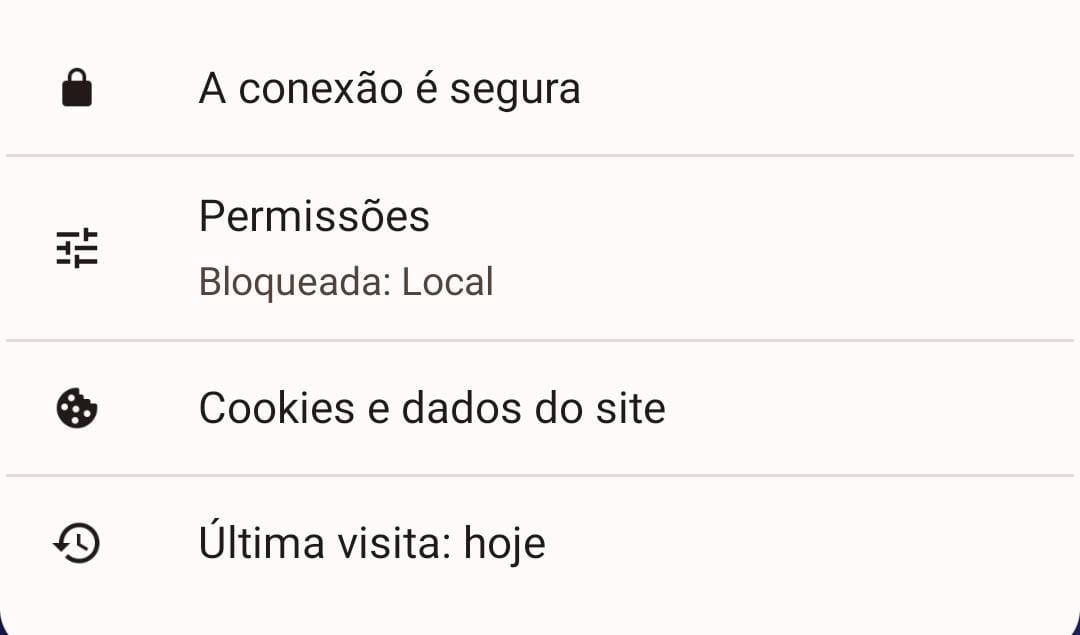 A conexão é segura
Permissões
Bloqueada: Local
Cookies e dados do site
Última visita: hoje